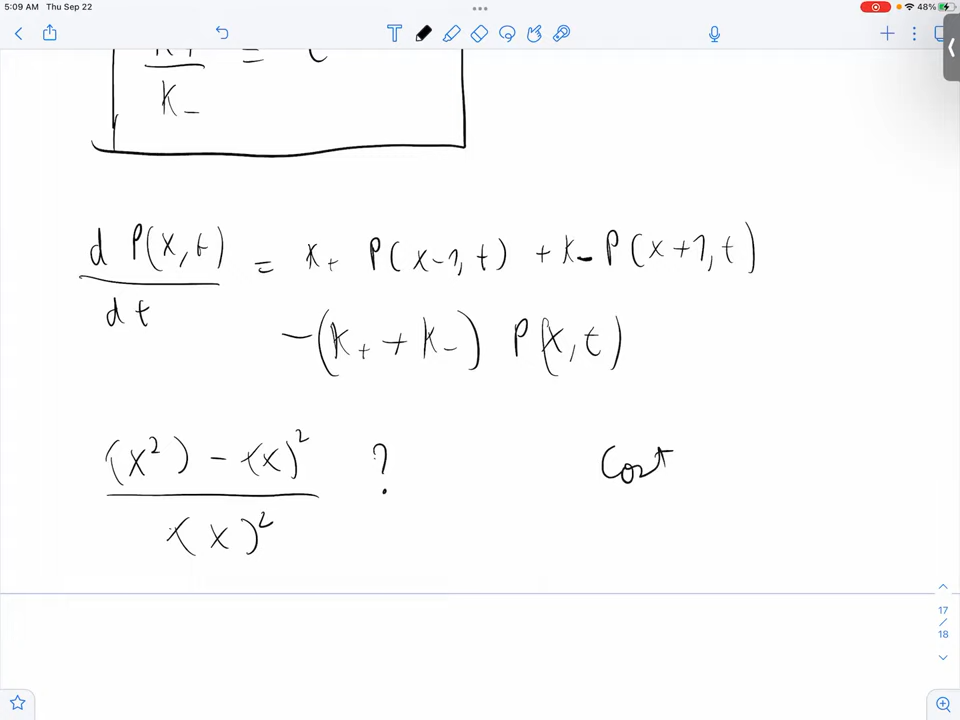 5:09 AM Thu Sep 22
48%
T
K₋
d P(x,t)
dt
= K₊ P(x-1,t) + K₋ P(x+1,t)
-(K₊ + K₋) P(x,t)
⟨x²⟩ - ⟨x⟩² ?
⟨x⟩²
Cost
17
/
18